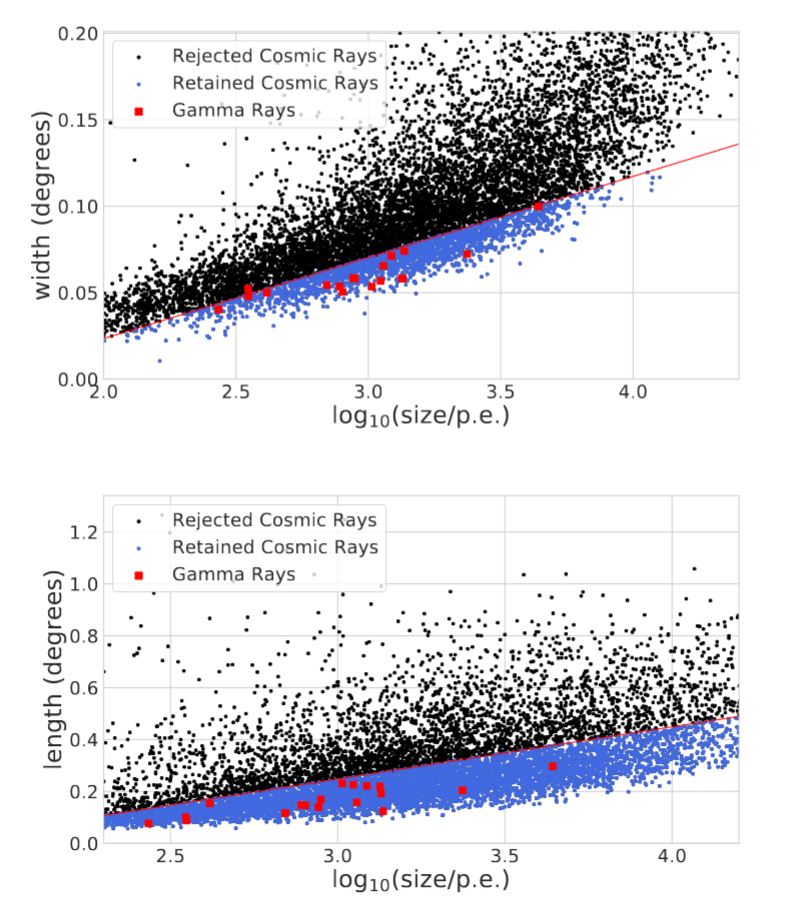 0.20
Rejected Cosmic Rays
Retained Cosmic Rays
Gamma Rays
0.15
0.10
0.05
0.00
width (degrees)
2.0 2.5 3.0 3.5 4.0
log₁₀(size/p.e.)
Rejected Cosmic Rays
Retained Cosmic Rays
Gamma Rays
1.2
1.0
0.8
0.6
0.4
0.2
0.0
length (degrees)
2.5 3.0 3.5 4.0
log₁₀(size/p.e.)